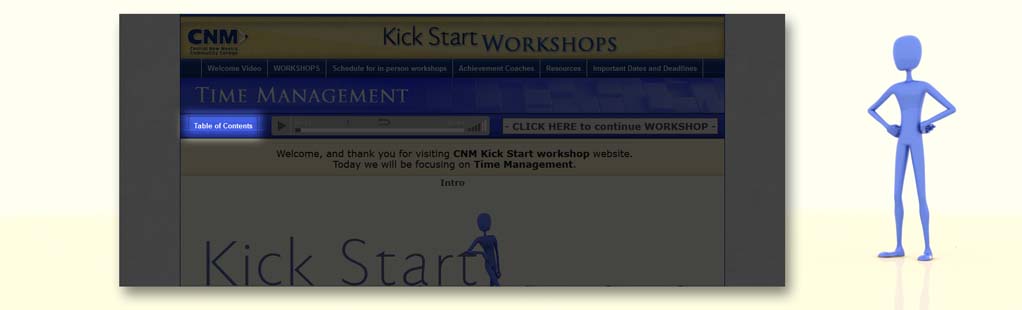 CNM
Central New Mexico
Community College
Kick Start WORKSHOPS
Welcome Video
WORKSHOPS
Schedule for in person workshops
Achievement Coaches
Resources
Important Dates and Deadlines
TIME MANAGEMENT
Table of Contents
- CLICK HERE to continue WORKSHOP -
Welcome, and thank you for visiting CNM Kick Start workshop website.
Today we will be focusing on Time Management.
Intro
Kick Start